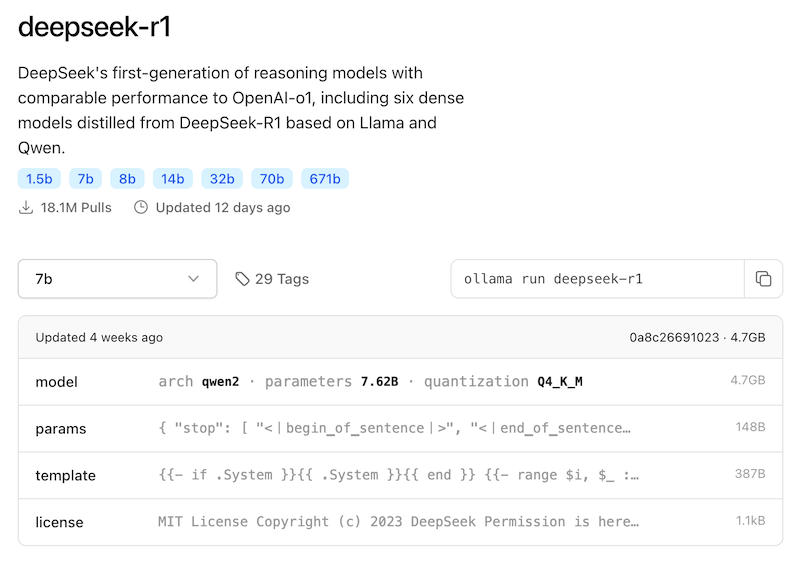 deepseek-r1
DeepSeek's first-generation of reasoning models with
comparable performance to OpenAI-o1, including six dense
models distilled from DeepSeek-R1 based on Llama and
Qwen.
1.5b 7b 8b 14b 32b 70b 671b
18.1M Pulls Updated 12 days ago
7b 29 Tags ollama run deepseek-r1
Updated 4 weeks ago 0a8c26691023 · 4.7GB
model arch qwen2 · parameters 7.62B · quantization Q4_K_M 4.7GB
params { "stop": [ "<｜begin_of_sentence｜>", "<｜end_of_sentence… 148B
template {{- if .System }}{{ .System }}{{ end }} {{- range $i, $_ :… 387B
license MIT License Copyright (c) 2023 DeepSeek Permission is here… 1.1kB